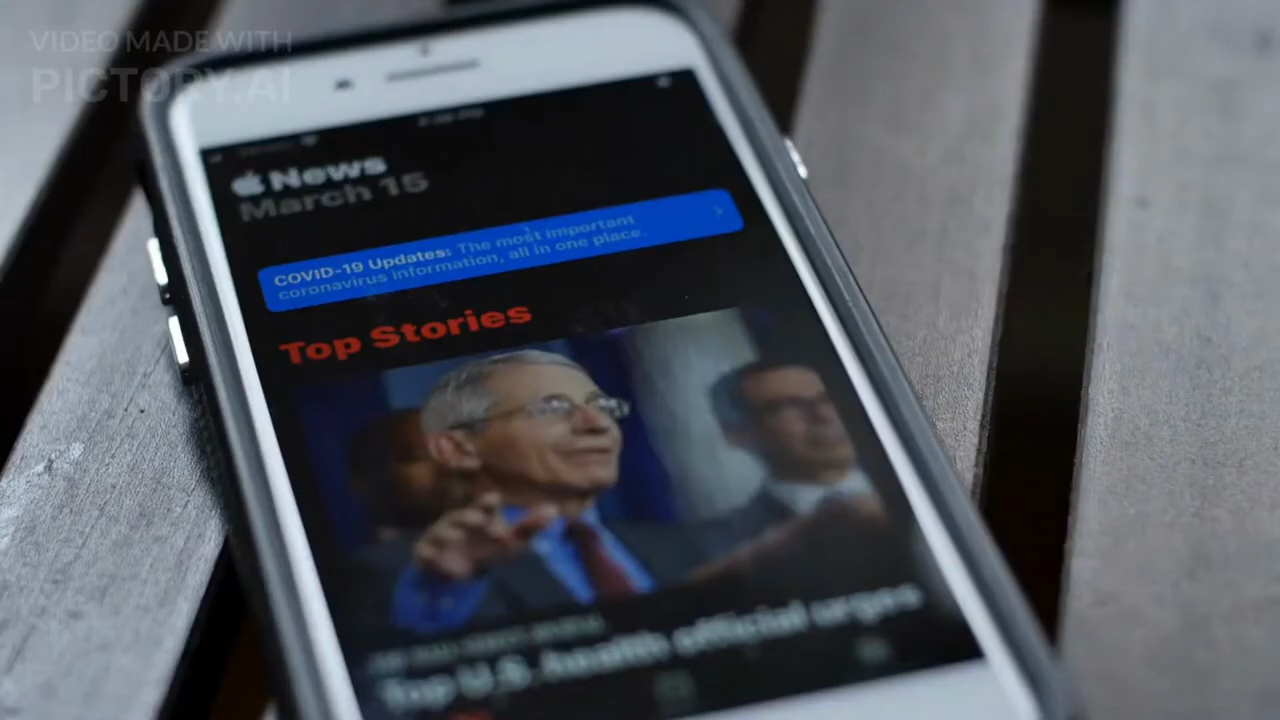 VIDEO MADE WITH
PICTORY.AI
News
March 15
COVID-19 Updates: The most important
coronavirus information, all in one place.
Top Stories
Top U.S. health official urges